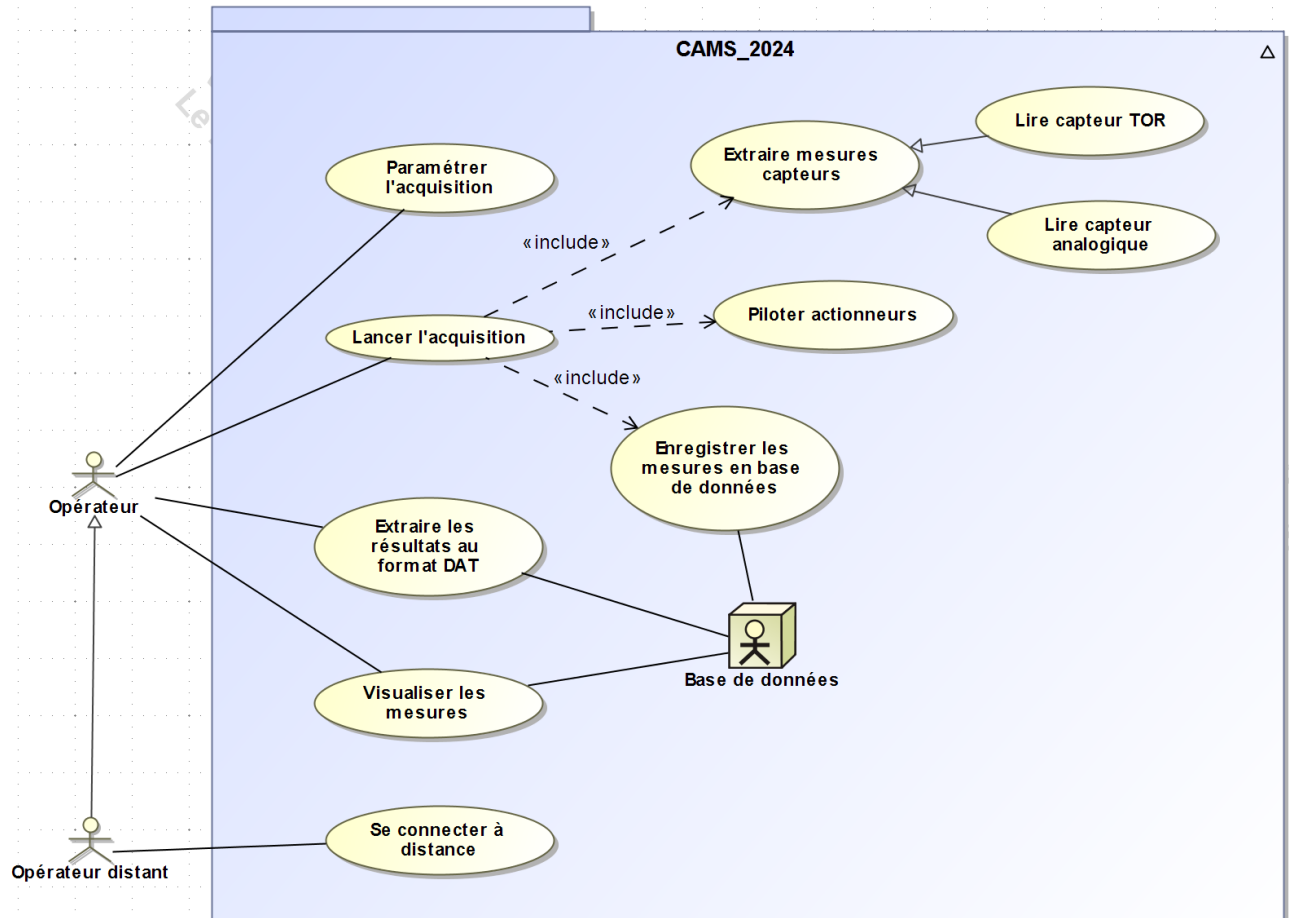 CAMS_2024
Le
Paramétrer
l'acquisition
Extraire mesures
capteurs
Lire capteur TOR
Lire capteur
analogique
«include»
«include»
«include»
Lancer l'acquisition
Piloter actionneurs
Enregistrer les
mesures en base
de données
Opérateur
Extraire les
résultats au
format DAT
Base de données
Visualiser les
mesures
Se connecter à
distance
Opérateur distant